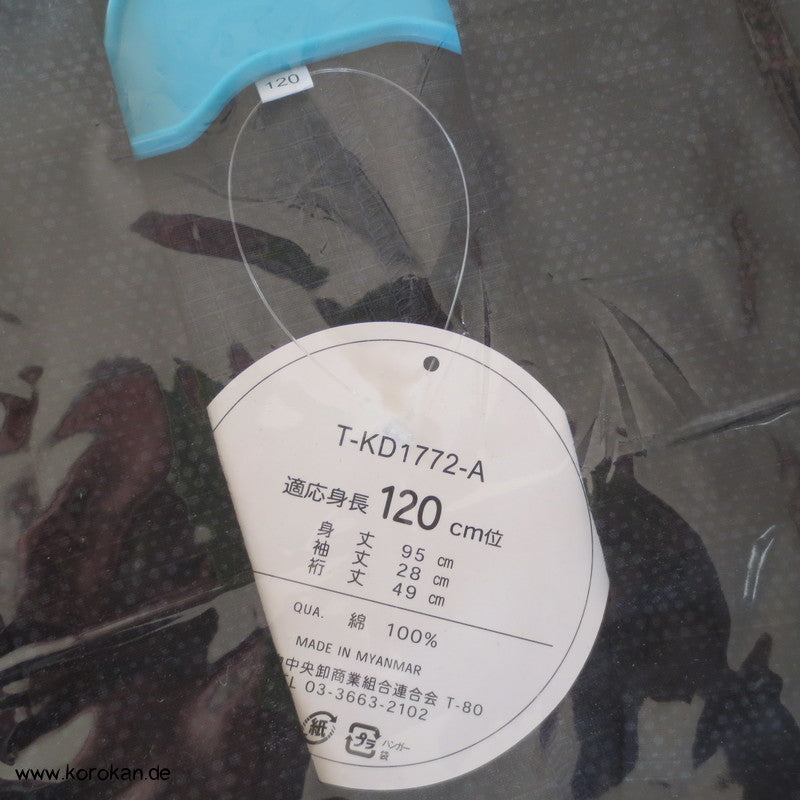 120
T-KD1772-A
適応身長 120 cm位
身 丈 95 cm
袖 丈 28 cm
裄 丈 49 cm
QUA. 綿 100%
MADE IN MYANMAR
中央卸商業組合連合会 T-80
EL 03-3663-2102
紙 プラ ハンガー
袋
www.korokan.de